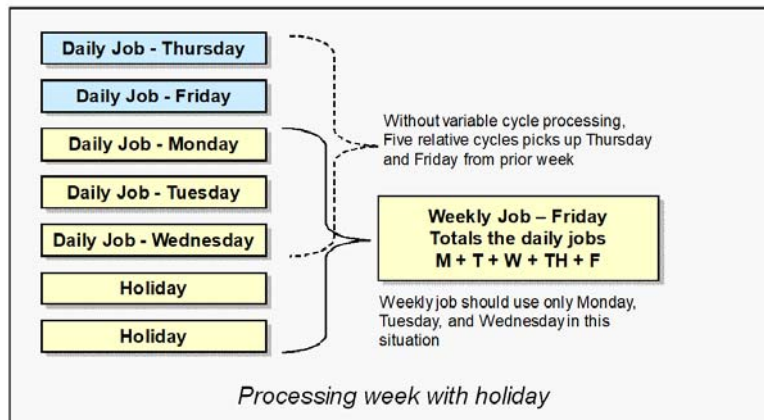 Daily Job - Thursday
Daily Job - Friday
Daily Job - Monday
Daily Job - Tuesday
Daily Job - Wednesday
Holiday
Holiday
Without variable cycle processing,
Five relative cycles picks up Thursday
and Friday from prior week
Weekly Job – Friday
Totals the daily jobs
M + T + W + TH + F
Weekly job should use only Monday,
Tuesday, and Wednesday in this
situation
Processing week with holiday